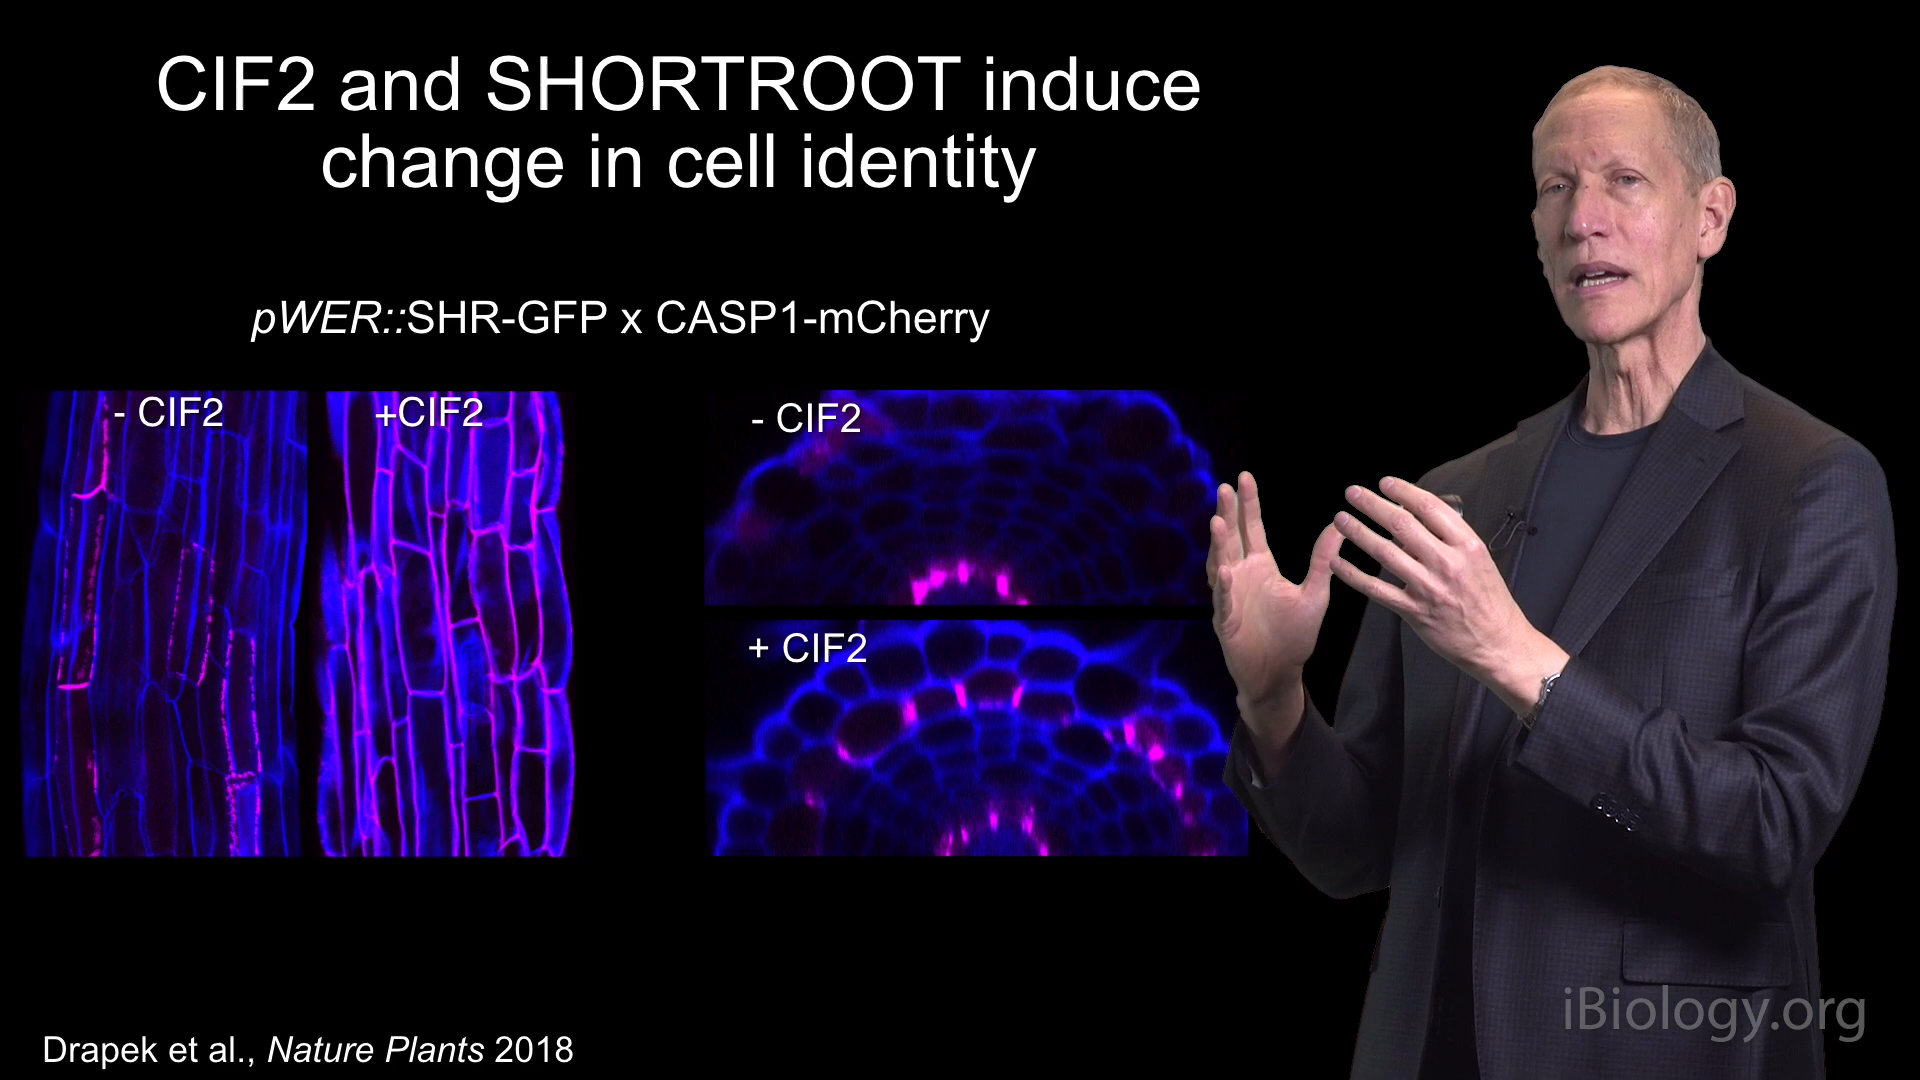 CIF2 and SHORTROOT induce
change in cell identity
pWER::SHR-GFP x CASP1-mCherry
- CIF2
+CIF2
- CIF2
+ CIF2
Drapek et al., Nature Plants 2018
iBiology.org